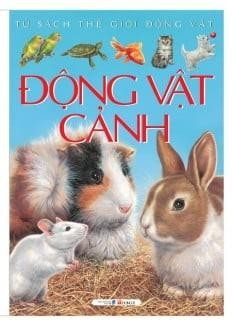 TỦ SÁCH THẾ GIỚI ĐỘNG VẬT
ĐỘNG VẬT
CẢNH